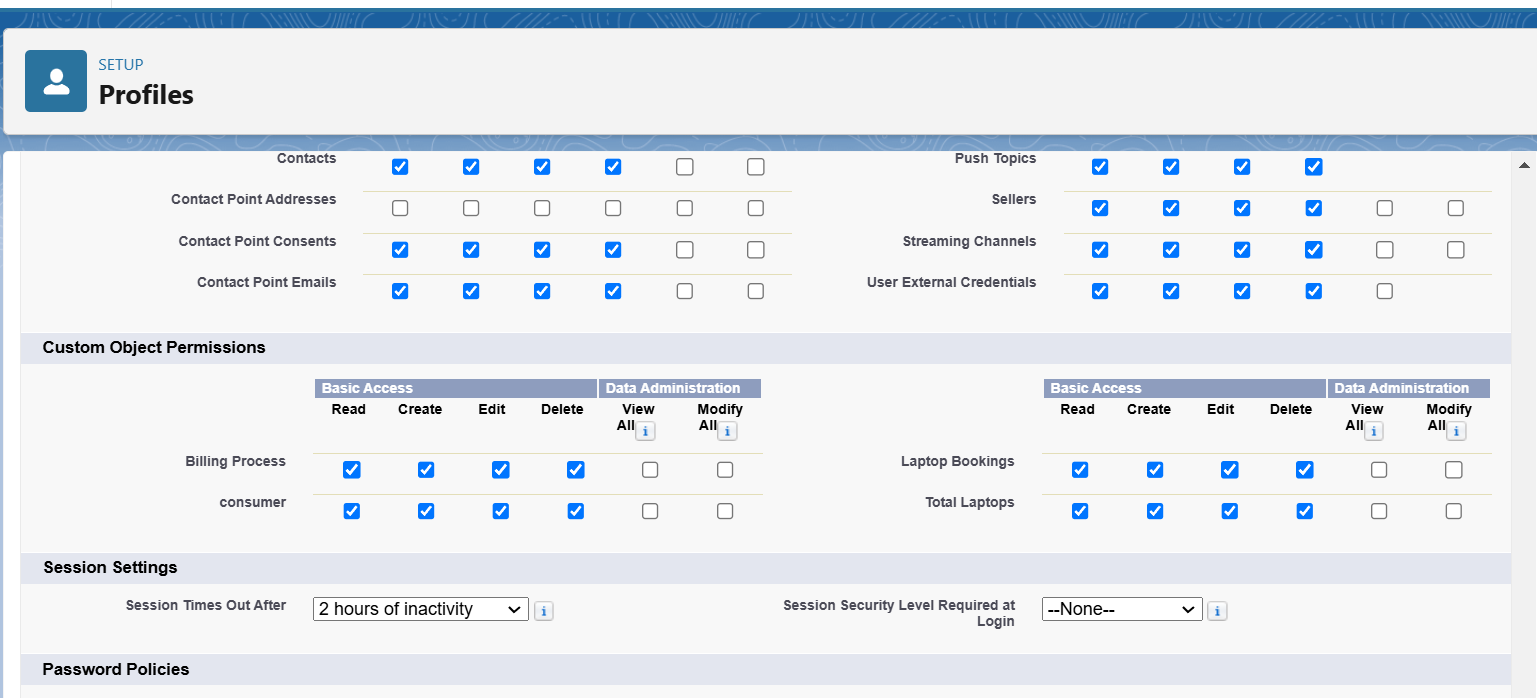 SETUP
Profiles
Contacts
Push Topics
Contact Point Addresses
Sellers
Contact Point Consents
Streaming Channels
Contact Point Emails
User External Credentials
Custom Object Permissions
Basic Access Data Administration
Basic Access Data Administration
Read Create Edit Delete View All i Modify All i
Read Create Edit Delete View All i Modify All i
Billing Process
Laptop Bookings
consumer
Total Laptops
Session Settings
Session Times Out After 2 hours of inactivity i
Session Security Level Required at Login --None-- i
Password Policies